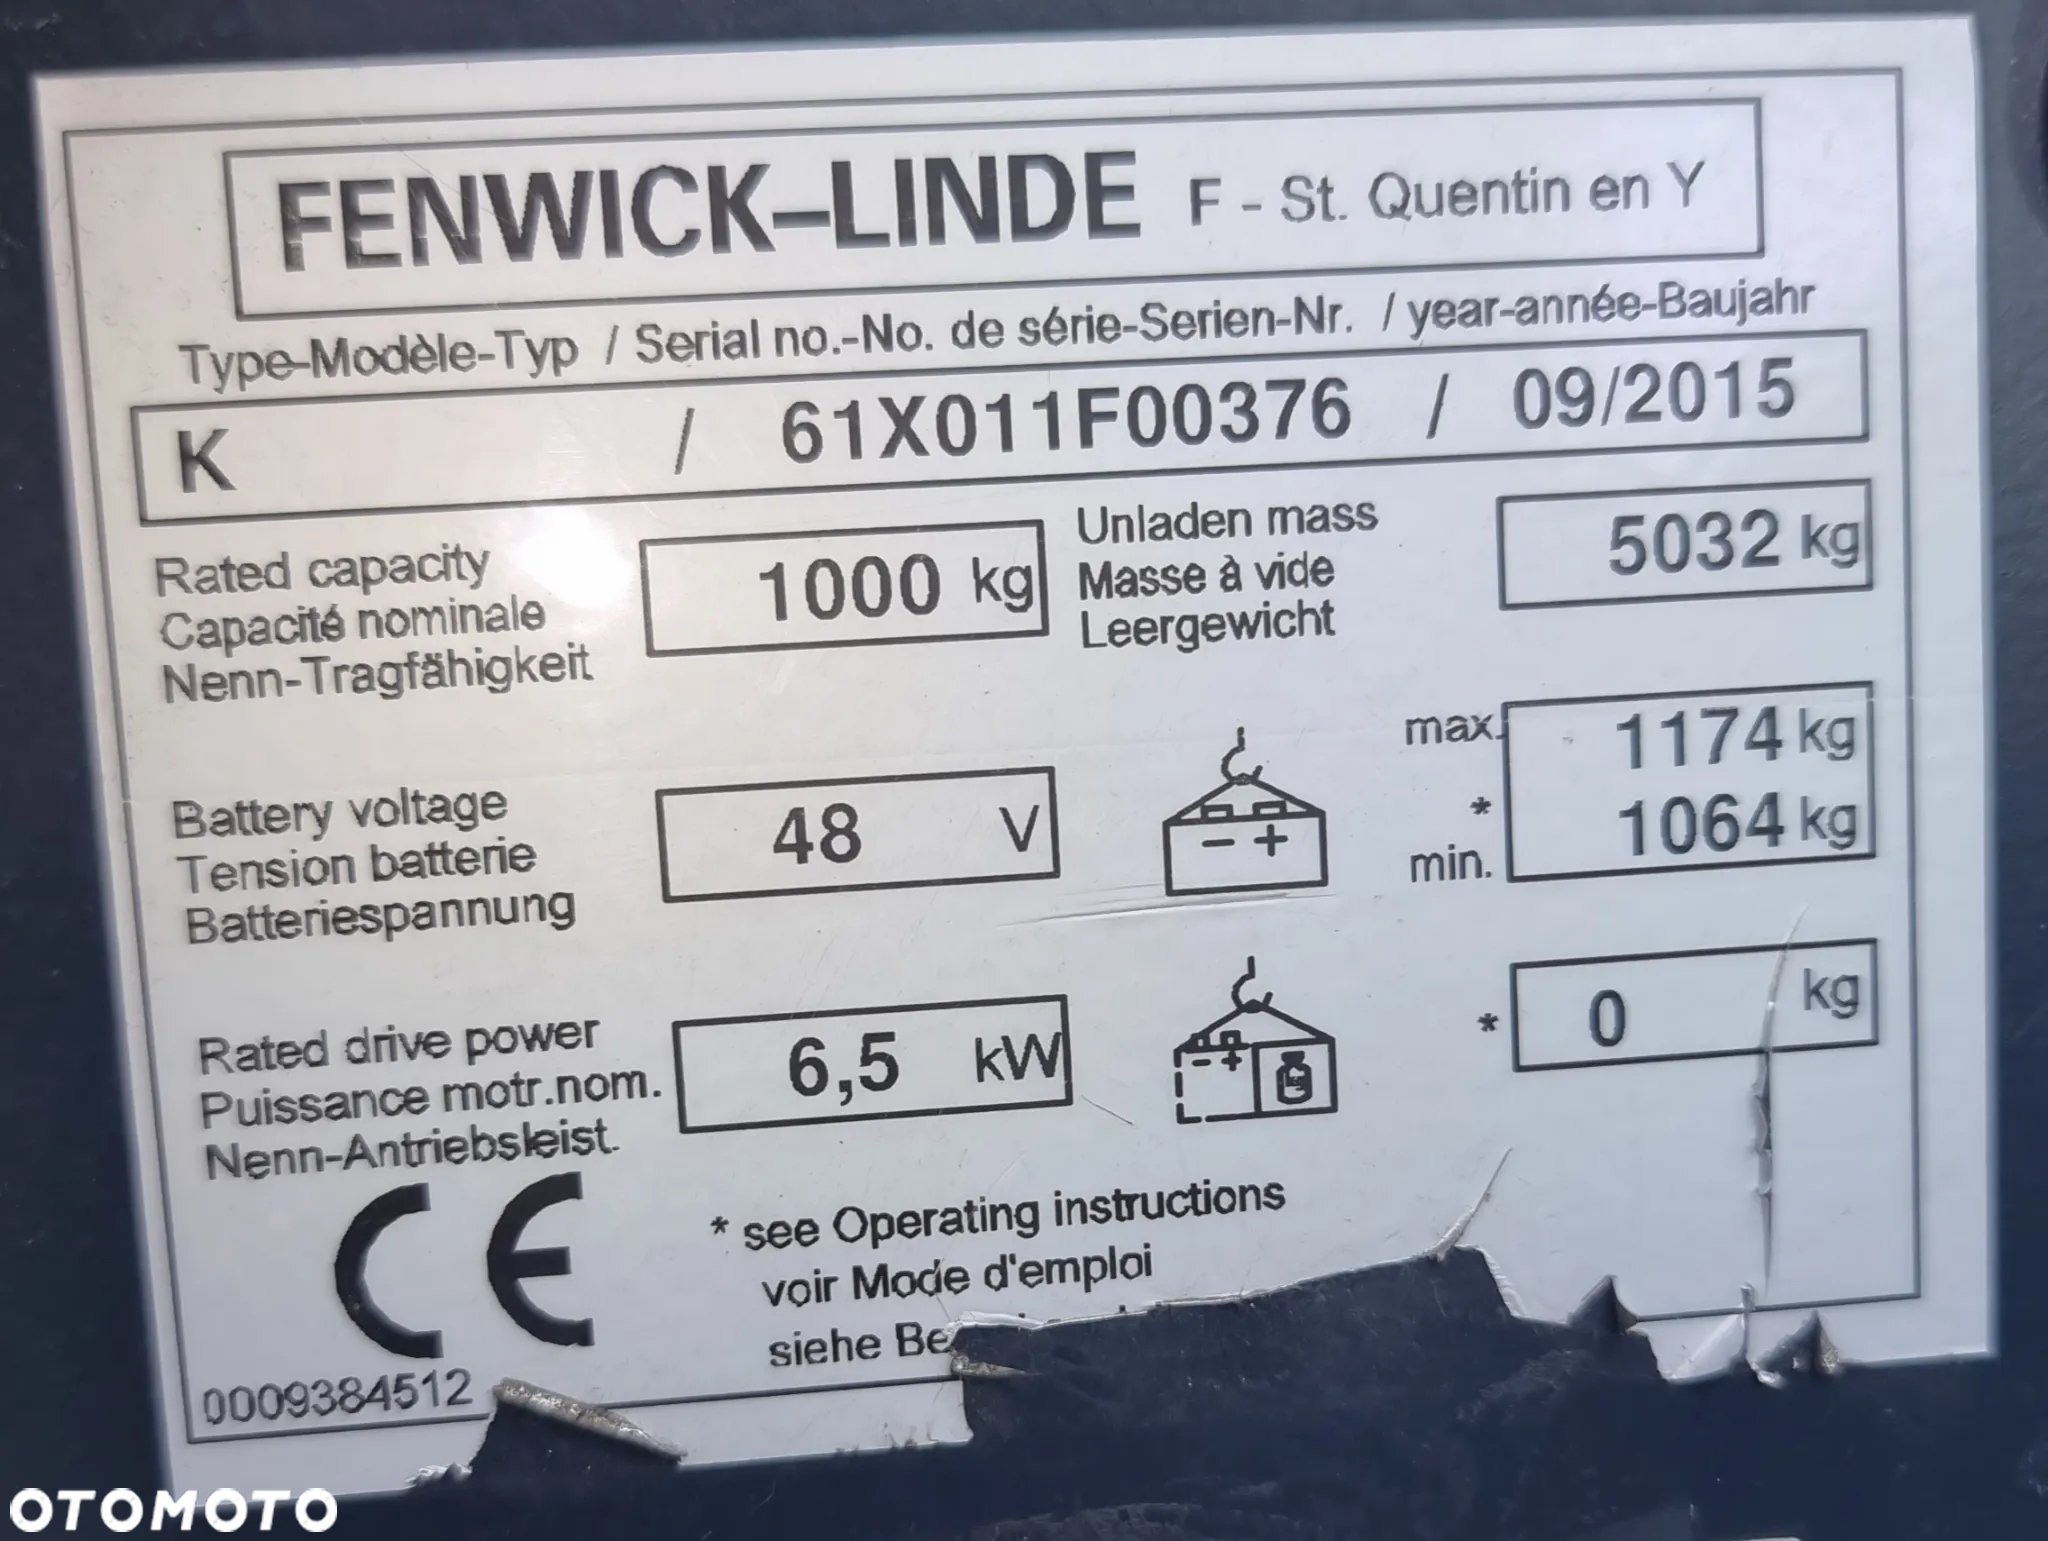 FENWICK–LINDE F - St. Quentin en Y
Type-Modèle-Typ / Serial no.-No. de série-Serien-Nr. / year-année-Baujahr
K / 61X011F00376 / 09/2015
Rated capacity
Capacité nominale
Nenn-Tragfähigkeit
1000 kg
Unladen mass
Masse à vide
Leergewicht
5032 kg
Battery voltage
Tension batterie
Batteriespannung
48 V
- +
max. 1174 kg
*
min. 1064 kg
Rated drive power
Puissance motr.nom.
Nenn-Antriebsleist.
6,5 kW
- +
* 0 kg
CE
* see Operating instructions
voir Mode d'emploi
siehe Be
0009384512
OTOMOTO